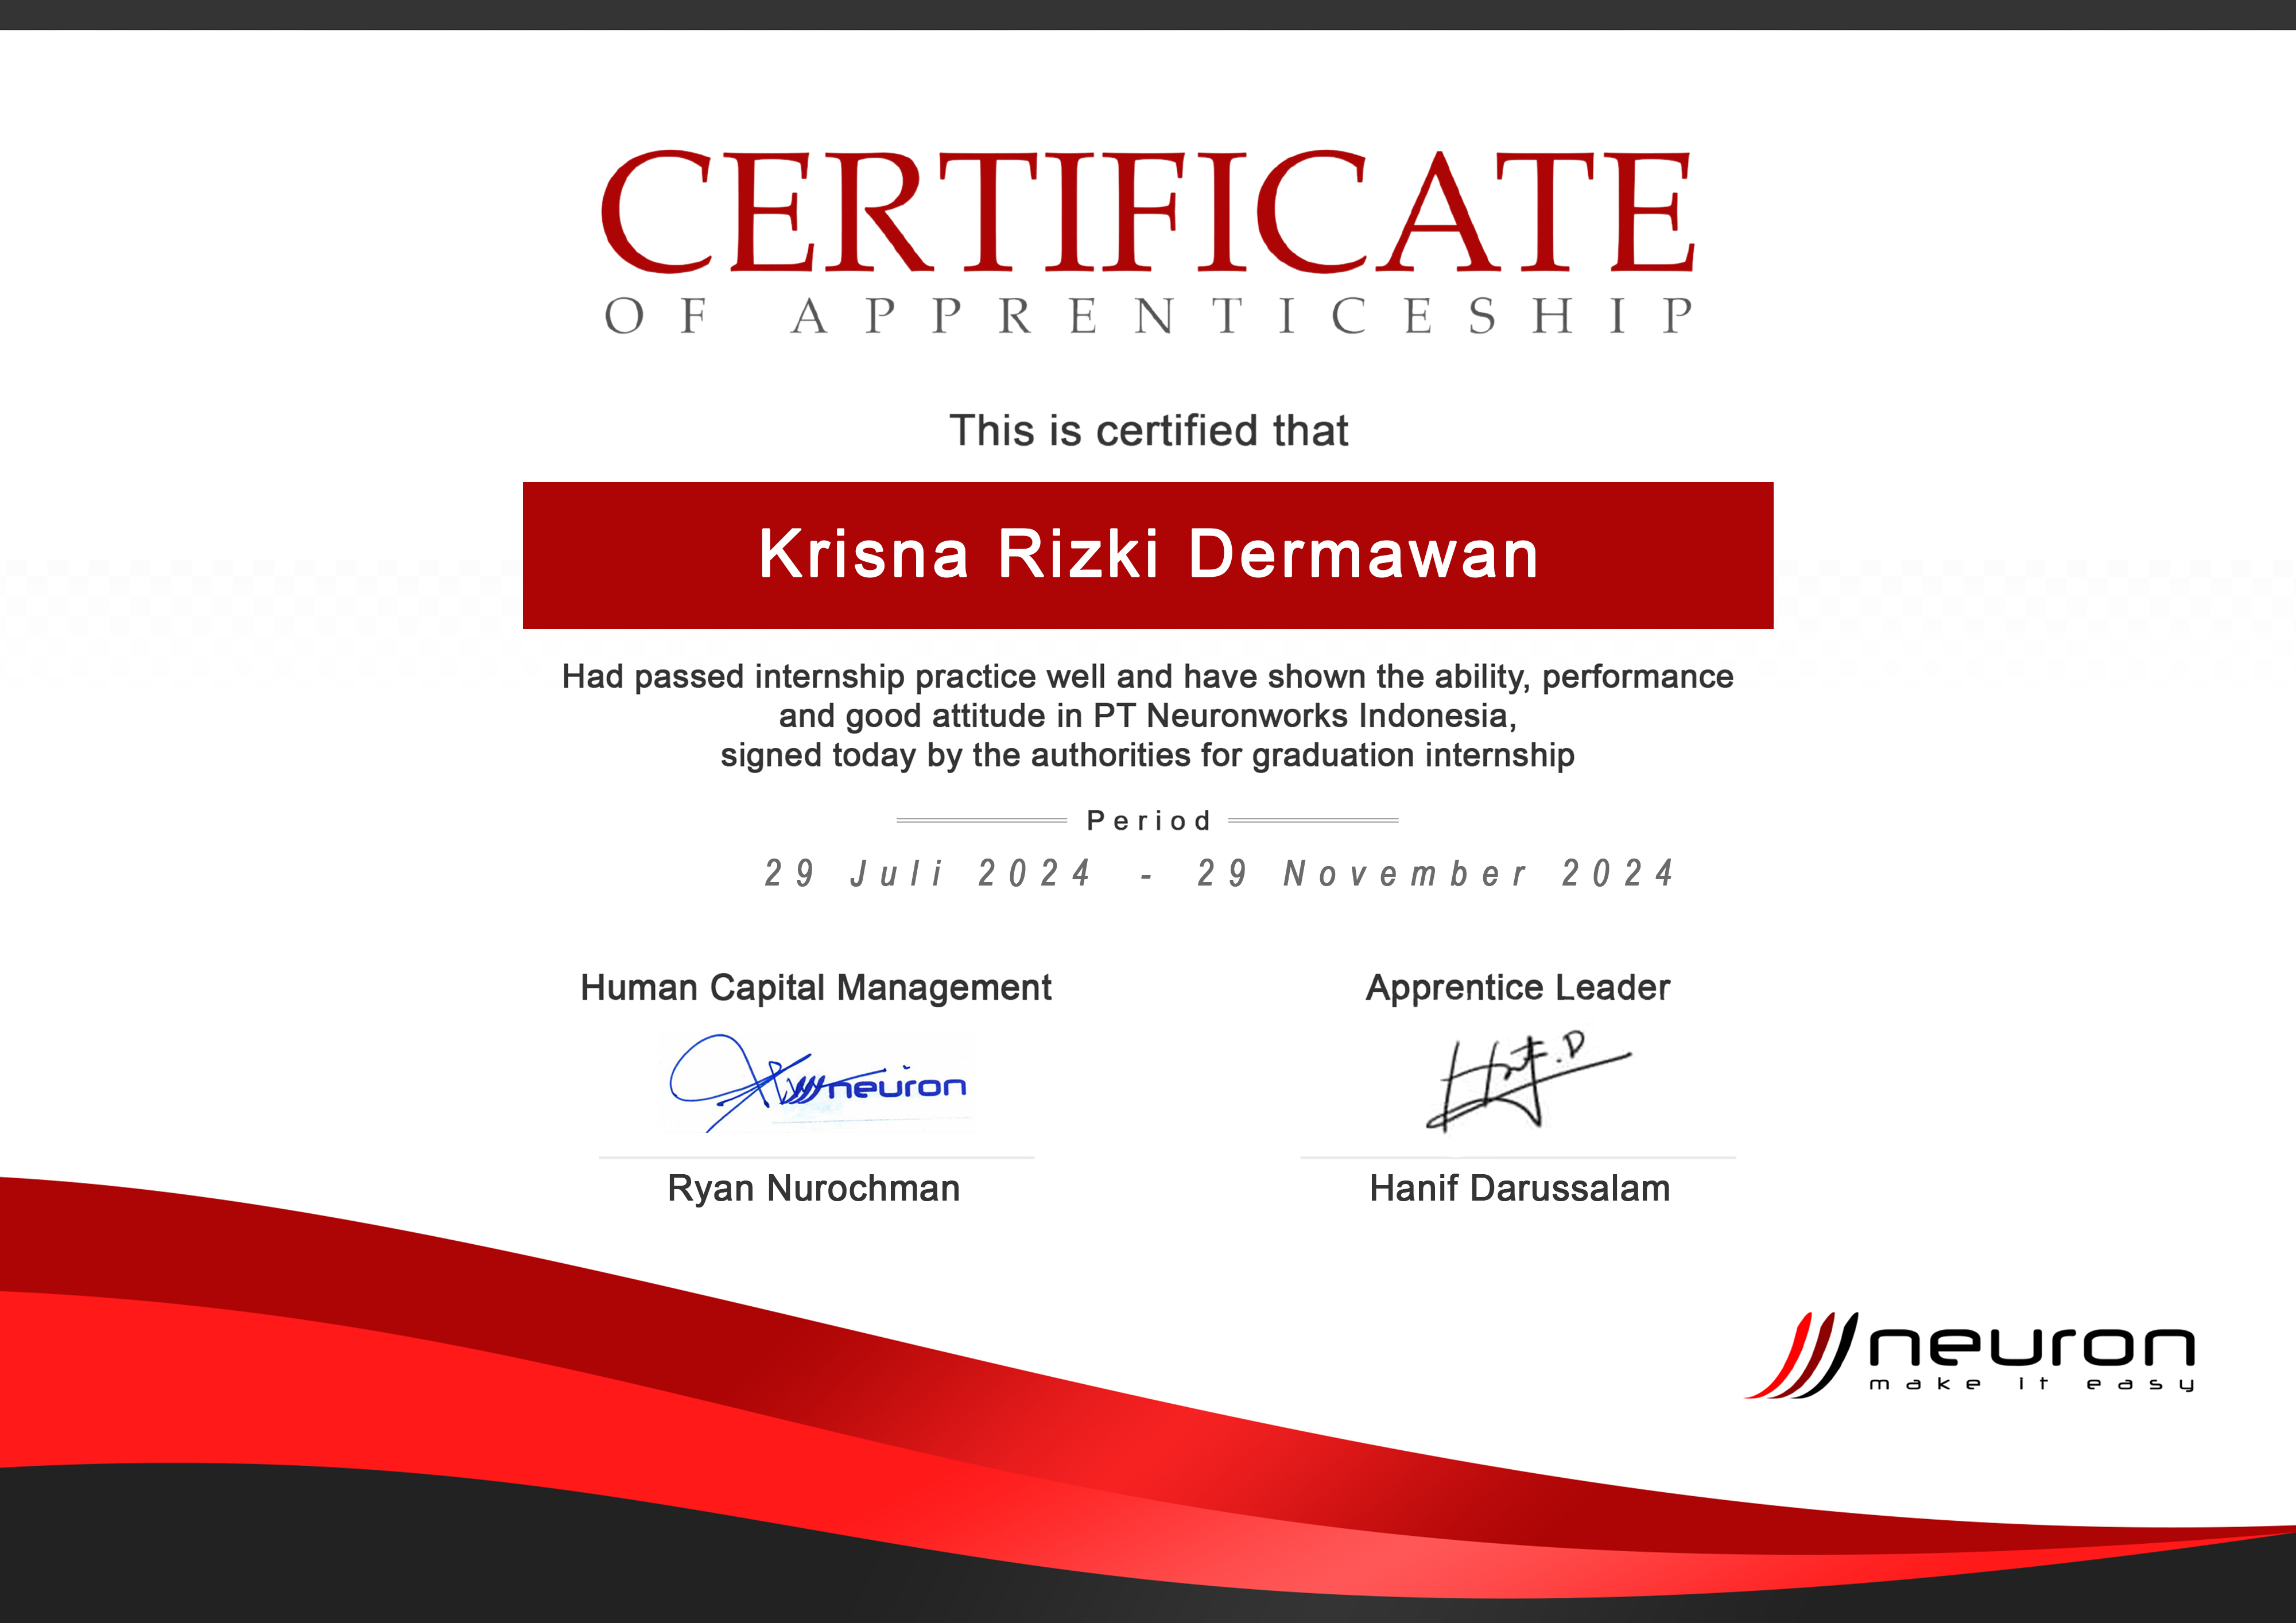 CERTIFICATE
OF APPRENTICESHIP
This is certified that
Krisna Rizki Dermawan
Had passed internship practice well and have shown the ability, performance
and good attitude in PT Neuronworks Indonesia,
signed today by the authorities for graduation internship
Period
29 Juli 2024 - 29 November 2024
Human Capital Management
Apprentice Leader
neuron
Ryan Nurochman
Hanif Darussalam
neuron
make it easy